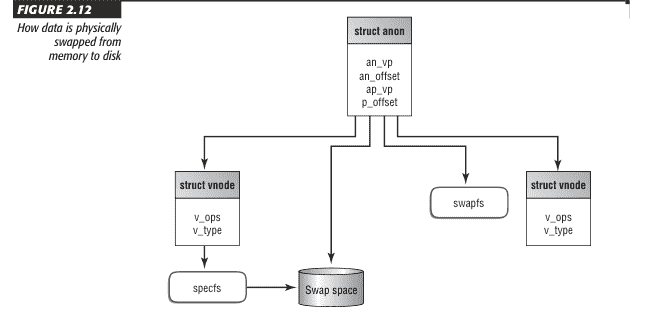 FIGURE 2.12
How data is physically
swapped from
memory to disk
struct anon
an_vp
an_offset
ap_vp
p_offset
struct vnode
v_ops
v_type
swapfs
struct vnode
v_ops
v_type
specfs
Swap space